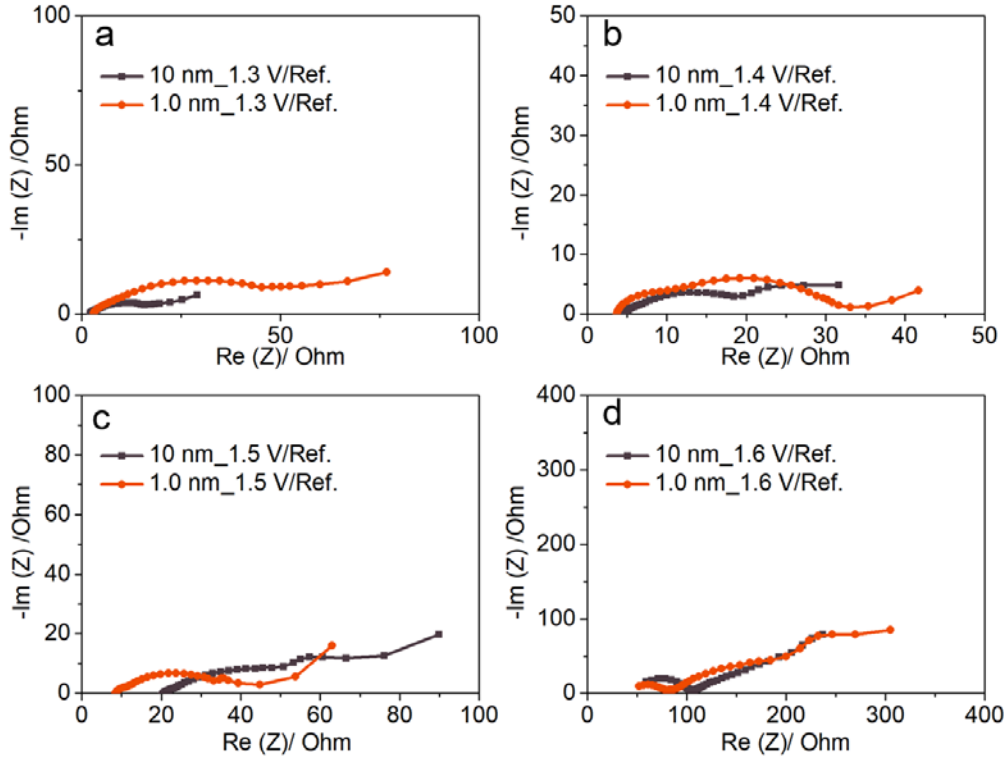 a
10 nm_1.3 V/Ref.
1.0 nm_1.3 V/Ref.
-Im (Z) /Ohm
100
50
0
0 50 100
Re (Z)/ Ohm
b
10 nm_1.4 V/Ref.
1.0 nm_1.4 V/Ref.
-Im (Z) /Ohm
50
40
30
20
10
0
0 10 20 30 40 50
Re (Z)/ Ohm
c
10 nm_1.5 V/Ref.
1.0 nm_1.5 V/Ref.
-Im (Z) /Ohm
100
80
60
40
20
0
0 20 40 60 80 100
Re (Z)/ Ohm
d
10 nm_1.6 V/Ref.
1.0 nm_1.6 V/Ref.
-Im (Z) /Ohm
400
300
200
100
0
0 100 200 300 400
Re (Z)/ Ohm